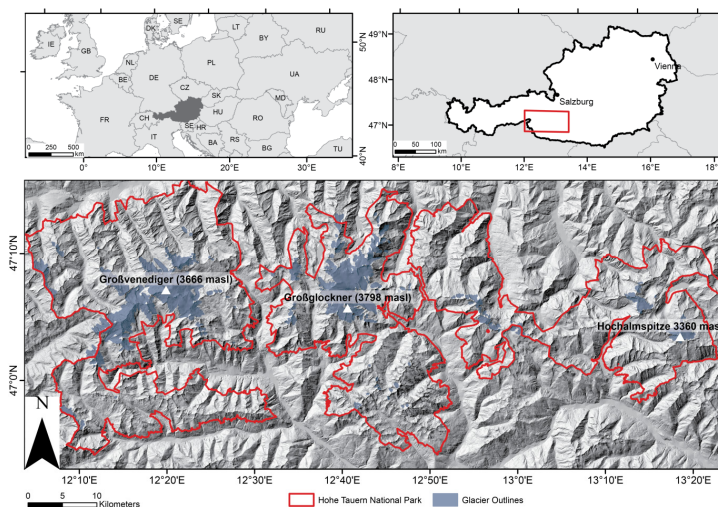 IE
GB
DK
SE
LT
BY
RU
NL
BE
DE
PL
UA
CZ
SK
MD
FR
CH
HU
RO
IT
SE
HR
BA
RS
BG
TU
50°N
40°N
0 250 500
km
0°E
10°E
20°E
30°E
49°N
48°N
47°N
Vienna
Salzburg
0 50 100
km
8°E
10°E
12°E
14°E
16°E
18°E
47°10'N
47°0'N
Großvenediger (3666 masl)
Großglockner (3798 masl)
Hochalmspitze 3360 mas
N
12°10'E
12°20'E
12°30'E
12°40'E
12°50'E
13°0'E
13°10'E
13°20'E
0 5 10
Kilometers
Hohe Tauern National Park
Glacier Outlines